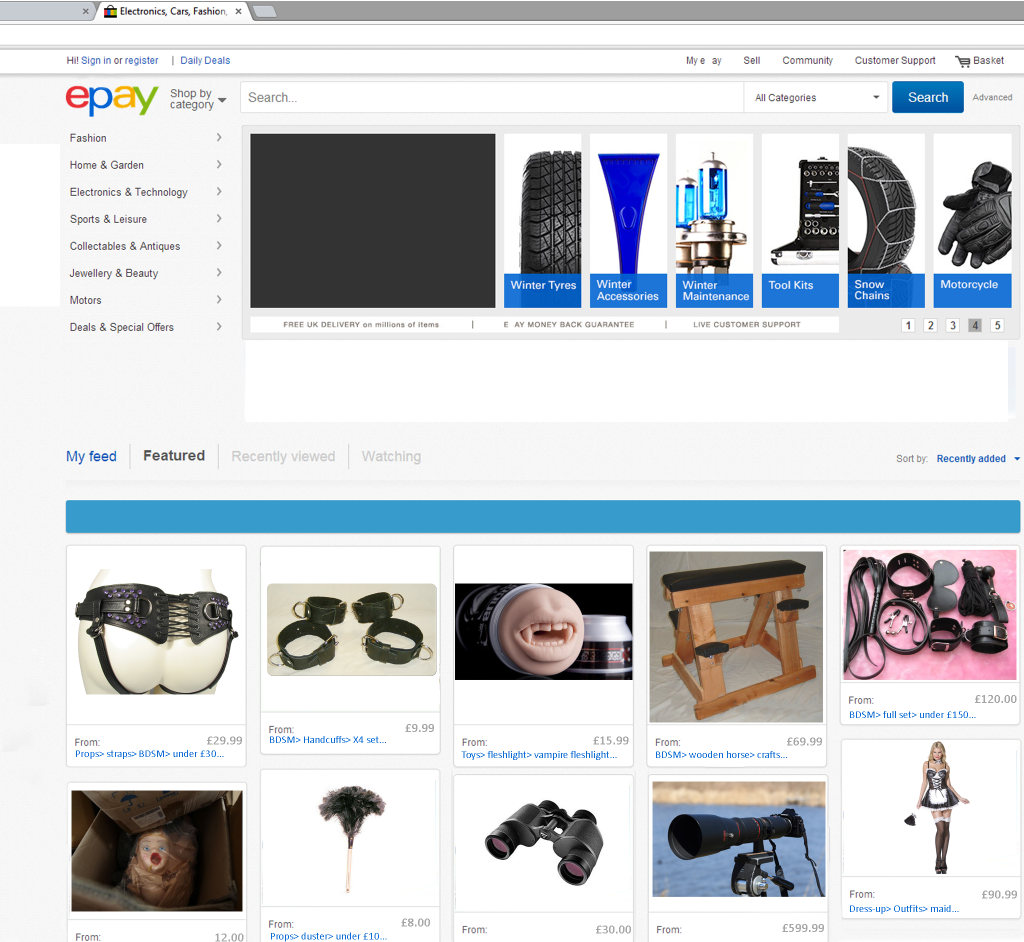 Electronics, Cars, Fashion,
Hi! Sign in or register | Daily Deals
My e ay Sell Community Customer Support Basket
epay
Shop by category
Search...
All Categories
Search
Advanced
Fashion
Home & Garden
Electronics & Technology
Sports & Leisure
Collectables & Antiques
Jewellery & Beauty
Motors
Deals & Special Offers
Winter Tyres
Winter Accessories
Winter Maintenance
Tool Kits
Snow Chains
Motorcycle
FREE UK DELIVERY on millions of items | E AY MONEY BACK GUARANTEE | LIVE CUSTOMER SUPPORT
1 2 3 4 5
My feed Featured Recently viewed Watching
Sort by: Recently added
From: £29.99
Props> straps> BDSM> under £30...
From: £9.99
BDSM> Handcuffs> X4 set...
From: £15.99
Toys> fleshlight> vampire fleshlight...
From: £69.99
BDSM> wooden horse> crafts...
From: £120.00
BDSM> full set> under £150...
From: 12.00
From: £8.00
Props> duster> under £10...
From: £30.00
From: £599.99
From: £90.99
Dress-up> Outfits> maid...